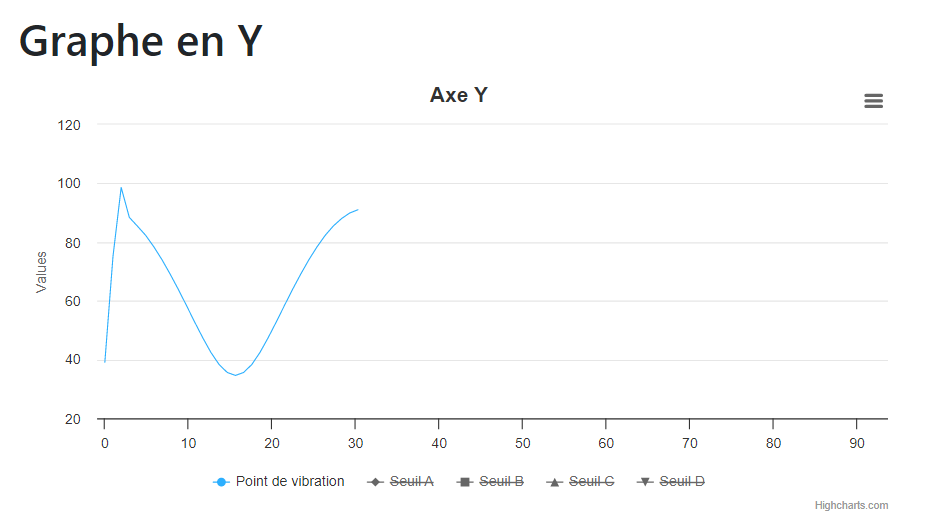 Graphe en Y
Axe Y
120
100
80
60
40
20
Values
0 10 20 30 40 50 60 70 80 90
Point de vibration Seuil A Seuil B Seuil C Seuil D
Highcharts.com